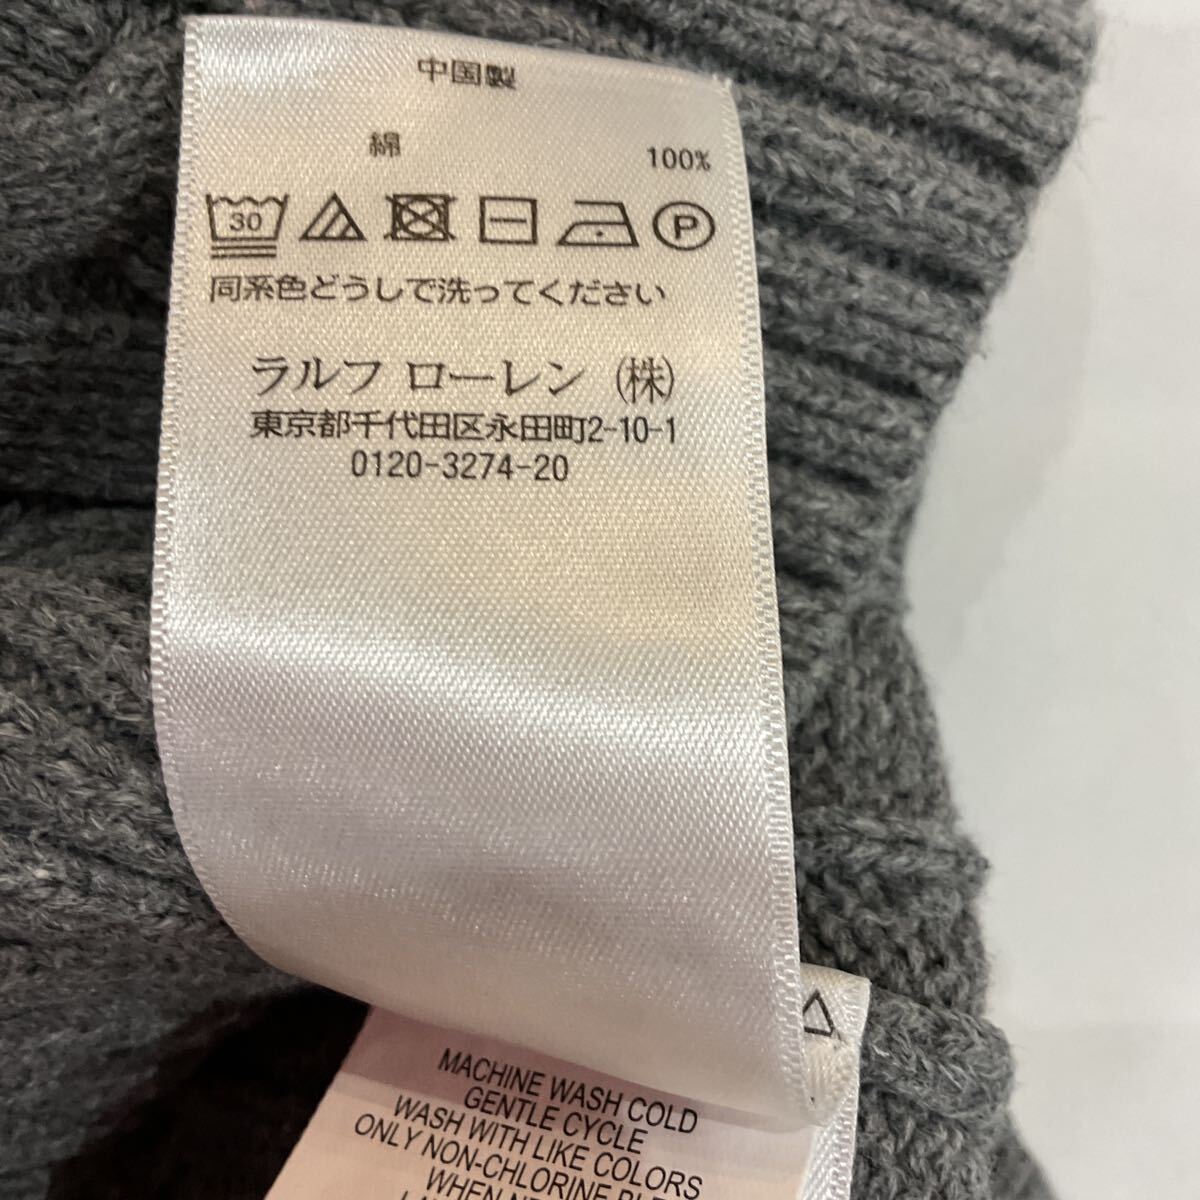 中国製
綿 100%
30 P
同系色どうしで洗ってください
ラルフ ローレン (株)
東京都千代田区永田町2-10-1
0120-3274-20
MACHINE WASH COLD
GENTLE CYCLE
WASH WITH LIKE COLORS
ONLY NON-CHLORINE
WHEN